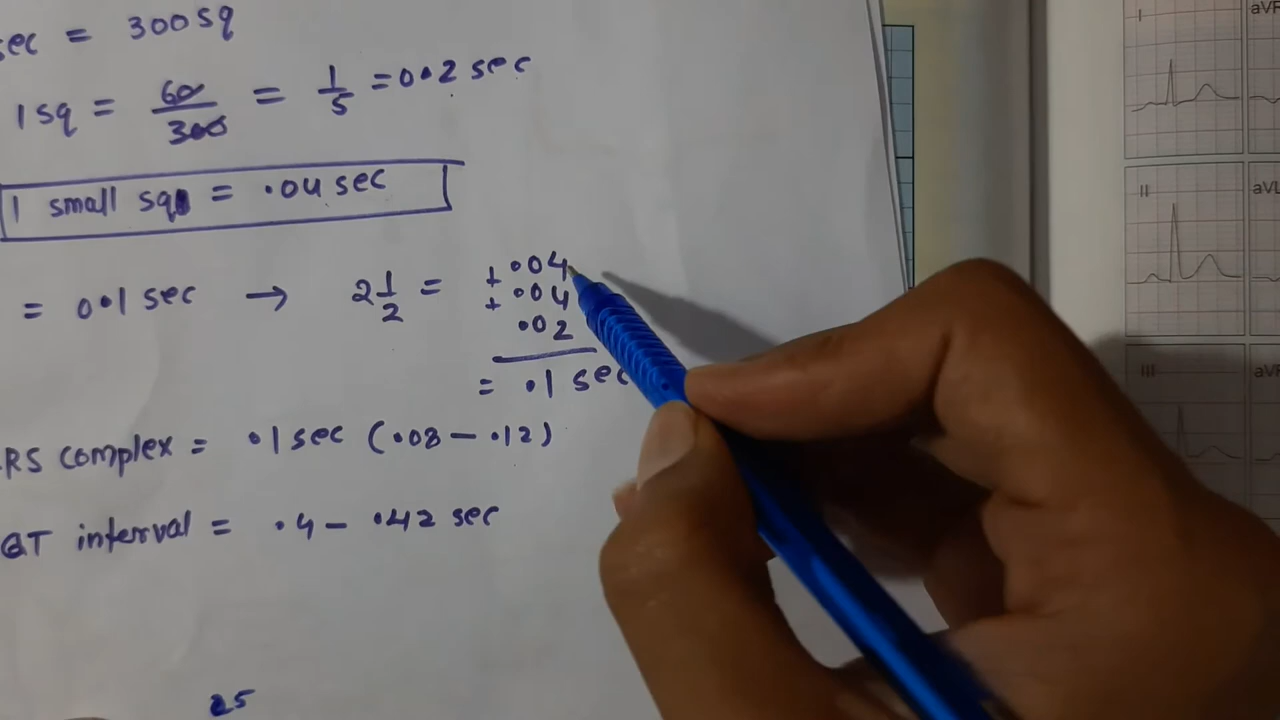 sec = 300 sq
1 sq = 60/300 = 1/5 = 0.2 sec
1 small sq = .04 sec
= 0.1 sec → 2 1/2 = + .04
+ .04
.02
= .1 sec
RS complex = .1 sec (.08 – .12)
QT interval = .4 – .42 sec
25
I
aVR
II
aVL
III
aVF